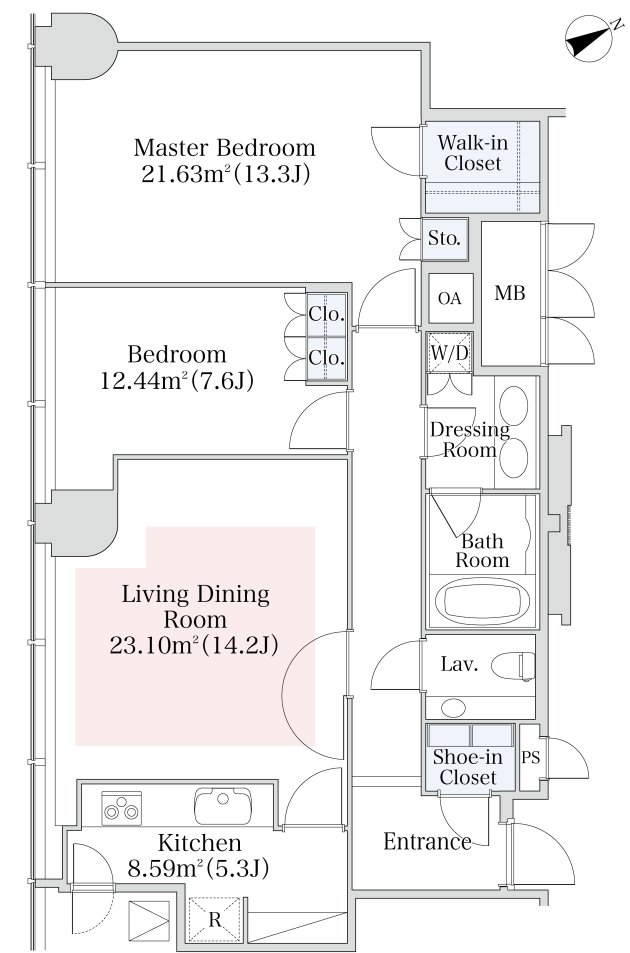 N
Master Bedroom
21.63m²(13.3J)
Walk-in
Closet
Sto.
OA
MB
Clo.
Clo.
W/D
Bedroom
12.44m²(7.6J)
Dressing
Room
Bath
Room
Living Dining
Room
23.10m²(14.2J)
Lav.
Shoe-in
Closet
PS
Kitchen
8.59m²(5.3J)
Entrance
R